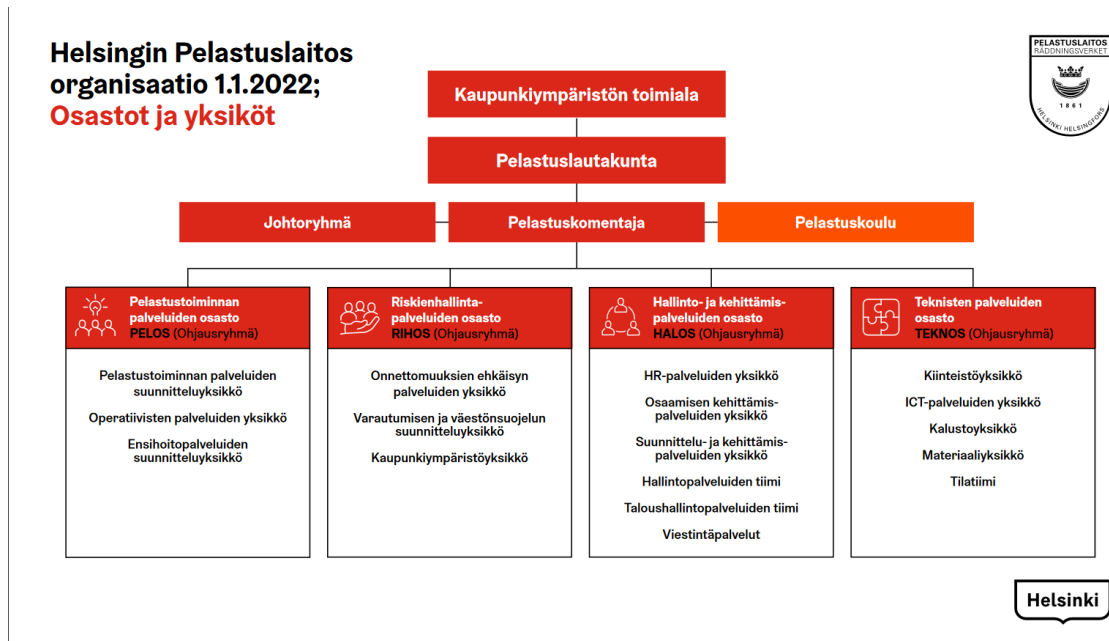 Helsingin Pelastuslaitos
organisaatio 1.1.2022;
Osastot ja yksiköt
PELASTUSLAITOS
RÄDDNINGSVERKET
1861
HELSINKI HELSINGFORS
Kaupunkiympäristön toimiala
Pelastuslautakunta
Johtoryhmä
Pelastuskomentaja
Pelastuskoulu
Pelastustoiminnan
palveluiden osasto
PELOS (Ohjausryhmä)
Pelastustoiminnan palveluiden
suunnitteluyksikkö
Operatiivisten palveluiden yksikkö
Ensihoitopalveluiden
suunnitteluyksikkö
Riskienhallinta-
palveluiden osasto
RIHOS (Ohjausryhmä)
Onnettomuuksien ehkäisyn
palveluiden yksikkö
Varautumisen ja väestönsuojelun
suunnitteluyksikkö
Kaupunkiympäristöyksikkö
Hallinto- ja kehittämis-
palveluiden osasto
HALOS (Ohjausryhmä)
HR-palveluiden yksikkö
Osaamisen kehittämis-
palveluiden yksikkö
Suunnittelu- ja kehittämis-
palveluiden yksikkö
Hallintopalveluiden tiimi
Taloushallintopalveluiden tiimi
Viestintäpalvelut
Teknisten palveluiden
osasto
TEKNOS (Ohjausryhmä)
Kiinteistöyksikkö
ICT-palveluiden yksikkö
Kalustoyksikkö
Materiaaliyksikkö
Tilatiimi
Helsinki